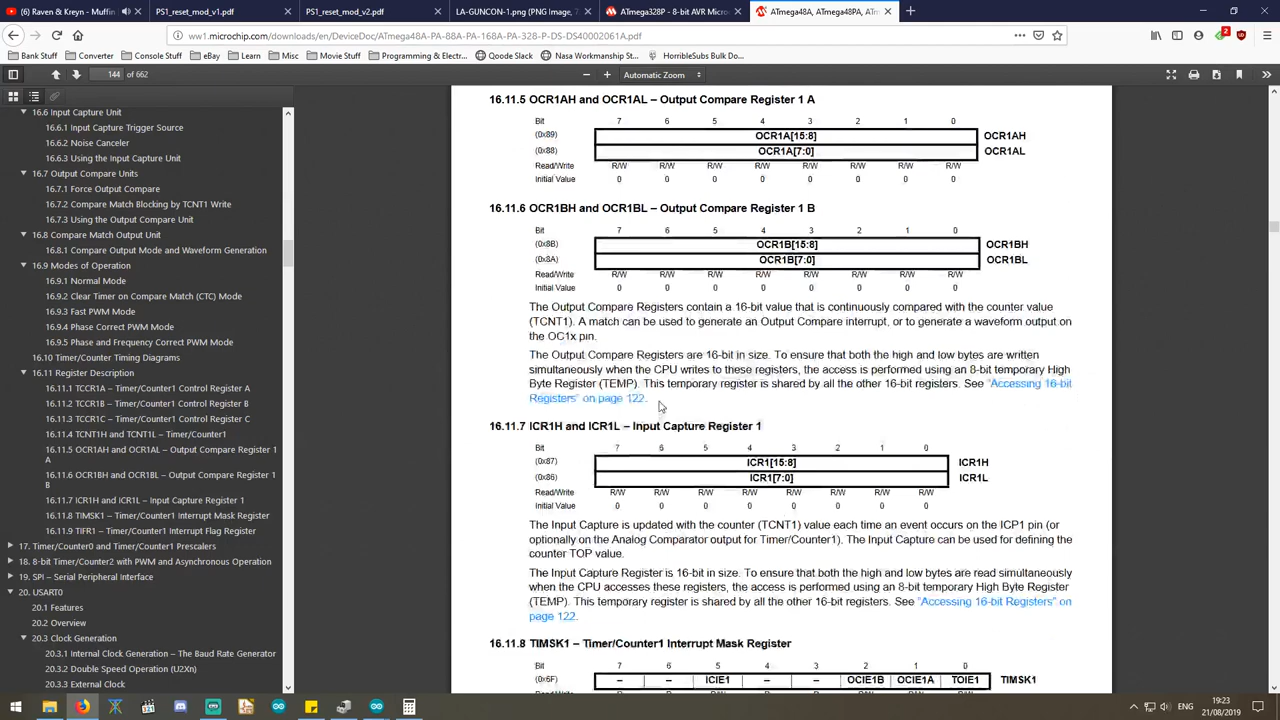 (6) Raven & Kreyn - Muffin
PS1_reset_mod_v1.pdf
PS1_reset_mod_v2.pdf
LA-GUNCON-1.png (PNG image, 7
ATmega328P - 8-bit AVR Micro
ATmega48A, ATmega48PA, ATm
ww1.microchip.com/downloads/en/DeviceDoc/ATmega48A-PA-88A-PA-168A-PA-328-P-DS-DS40002061A.pdf
Bank Stuff Converter Console Stuff eBay Learn Misc Movie Stuff Programming & Electr... Qoode Slack Nasa Workmanship St... HorribleSubs Bulk Do...
144 of 662
Automatic Zoom
16.6 Input Capture Unit
16.6.1 Input Capture Trigger Source
16.6.2 Noise Canceler
16.6.3 Using the Input Capture Unit
16.7 Output Compare Units
16.7.1 Force Output Compare
16.7.2 Compare Match Blocking by TCNT1 Write
16.7.3 Using the Output Compare Unit
16.8 Compare Match Output Unit
16.8.1 Compare Output Mode and Waveform Generation
16.9 Modes of Operation
16.9.1 Normal Mode
16.9.2 Clear Timer on Compare Match (CTC) Mode
16.9.3 Fast PWM Mode
16.9.4 Phase Correct PWM Mode
16.9.5 Phase and Frequency Correct PWM Mode
16.10 Timer/Counter Timing Diagrams
16.11 Register Description
16.11.1 TCCR1A – Timer/Counter1 Control Register A
16.11.2 TCCR1B – Timer/Counter1 Control Register B
16.11.3 TCCR1C – Timer/Counter1 Control Register C
16.11.4 TCNT1H and TCNT1L – Timer/Counter1
16.11.5 OCR1AH and OCR1AL – Output Compare Register 1
A
16.11.6 OCR1BH and OCR1BL – Output Compare Register 1
B
16.11.7 ICR1H and ICR1L – Input Capture Register 1
16.11.8 TIMSK1 – Timer/Counter1 Interrupt Mask Register
16.11.9 TIFR1 – Timer/Counter1 Interrupt Flag Register
17. Timer/Counter0 and Timer/Counter1 Prescalers
18. 8-bit Timer/Counter2 with PWM and Asynchronous Operation
19. SPI – Serial Peripheral Interface
20. USART0
20.1 Features
20.2 Overview
20.3 Clock Generation
20.3.1 Internal Clock Generation – The Baud Rate Generator
20.3.2 Double Speed Operation (U2Xn)
20.3.3 External Clock
16.11.5 OCR1AH and OCR1AL – Output Compare Register 1 A
Bit 7 6 5 4 3 2 1 0
(0x89) OCR1A[15:8] OCR1AH
(0x88) OCR1A[7:0] OCR1AL
Read/Write R/W R/W R/W R/W R/W R/W R/W R/W
Initial Value 0 0 0 0 0 0 0 0
16.11.6 OCR1BH and OCR1BL – Output Compare Register 1 B
Bit 7 6 5 4 3 2 1 0
(0x8B) OCR1B[15:8] OCR1BH
(0x8A) OCR1B[7:0] OCR1BL
Read/Write R/W R/W R/W R/W R/W R/W R/W R/W
Initial Value 0 0 0 0 0 0 0 0
The Output Compare Registers contain a 16-bit value that is continuously compared with the counter value
(TCNT1). A match can be used to generate an Output Compare interrupt, or to generate a waveform output on
the OC1x pin.
The Output Compare Registers are 16-bit in size. To ensure that both the high and low bytes are written
simultaneously when the CPU writes to these registers, the access is performed using an 8-bit temporary High
Byte Register (TEMP). This temporary register is shared by all the other 16-bit registers. See "Accessing 16-bit
Registers" on page 122.
16.11.7 ICR1H and ICR1L – Input Capture Register 1
Bit 7 6 5 4 3 2 1 0
(0x87) ICR1[15:8] ICR1H
(0x86) ICR1[7:0] ICR1L
Read/Write R/W R/W R/W R/W R/W R/W R/W R/W
Initial Value 0 0 0 0 0 0 0 0
The Input Capture is updated with the counter (TCNT1) value each time an event occurs on the ICP1 pin (or
optionally on the Analog Comparator output for Timer/Counter1). The Input Capture can be used for defining the
counter TOP value.
The Input Capture Register is 16-bit in size. To ensure that both the high and low bytes are read simultaneously
when the CPU accesses these registers, the access is performed using an 8-bit temporary High Byte Register
(TEMP). This temporary register is shared by all the other 16-bit registers. See "Accessing 16-bit Registers" on
page 122.
16.11.8 TIMSK1 – Timer/Counter1 Interrupt Mask Register
Bit 7 6 5 4 3 2 1 0
(0x6F) – – ICIE1 – – OCIE1B OCIE1A TOIE1 TIMSK1
ENG
19:23
21/08/2019